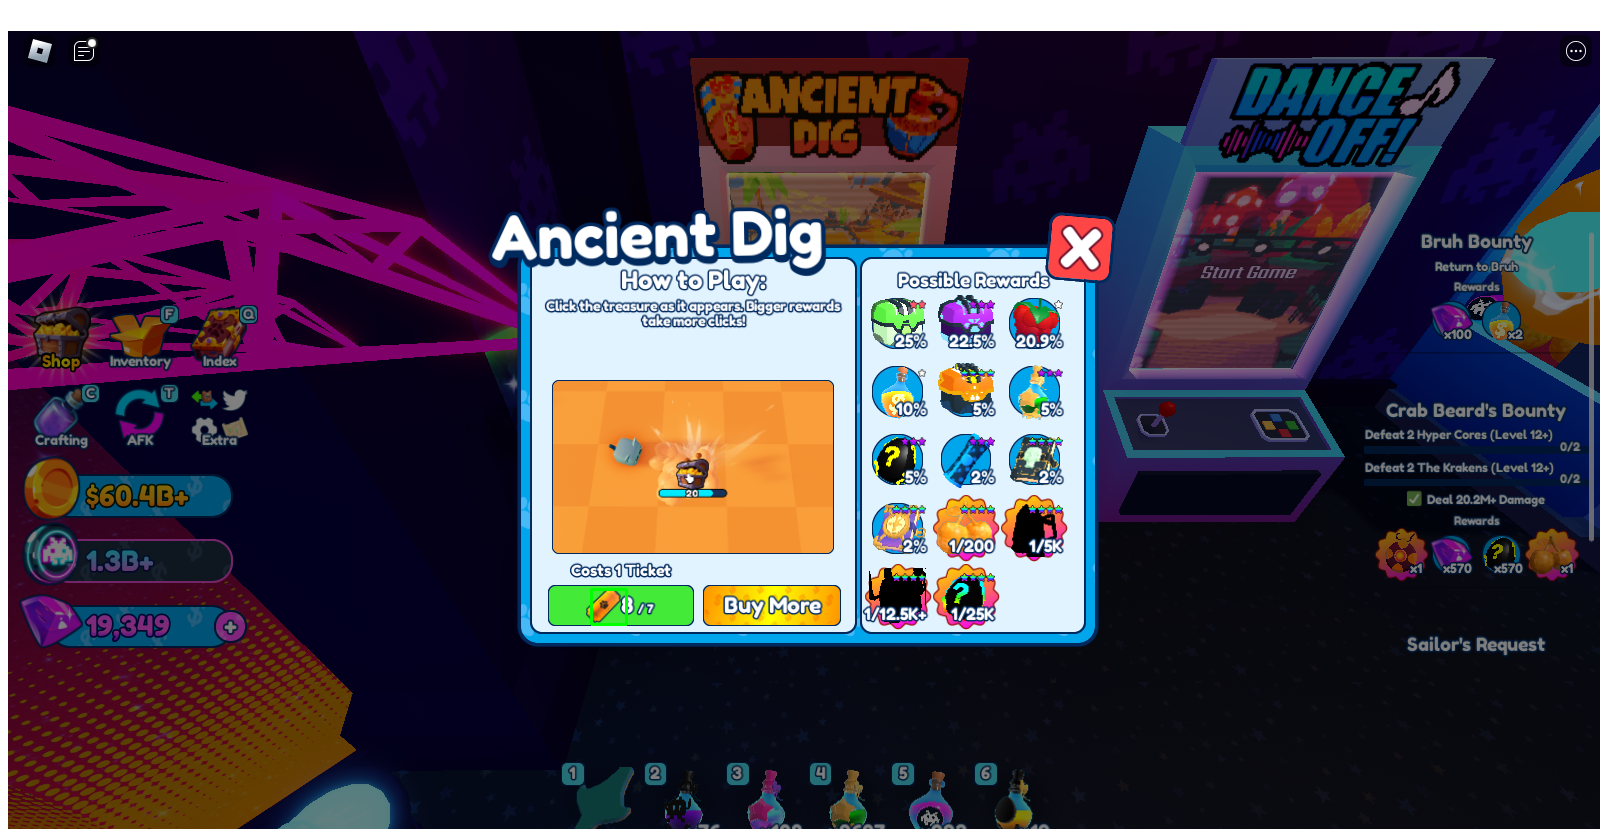 ANCIENT
DIG
DANCE
OFF!
Start Game
Ancient Dig
How to Play:
Click the treasure as it appears. Bigger rewards
take more clicks!
20
Costs 1 Ticket
8/7
Buy More
Possible Rewards
25%
22.5%
20.9%
10%
5%
5%
?
5%
2%
2%
2%
1/200
1/5K
1/12.5K+
?
1/25K
F
Q
Shop
Inventory
Index
C
T
Crafting
AFK
Extra
$60.4B+
1.3B+
19,349
Bruh Bounty
Return to Bruh
Rewards
x100
x2
Crab Beard's Bounty
Defeat 2 Hyper Cores (Level 12+)
0/2
Defeat 2 The Krakens (Level 12+)
0/2
Deal 20.2M+ Damage
Rewards
?
x1
x570
x570
x1
Sailor's Request
1
2
3
4
5
6